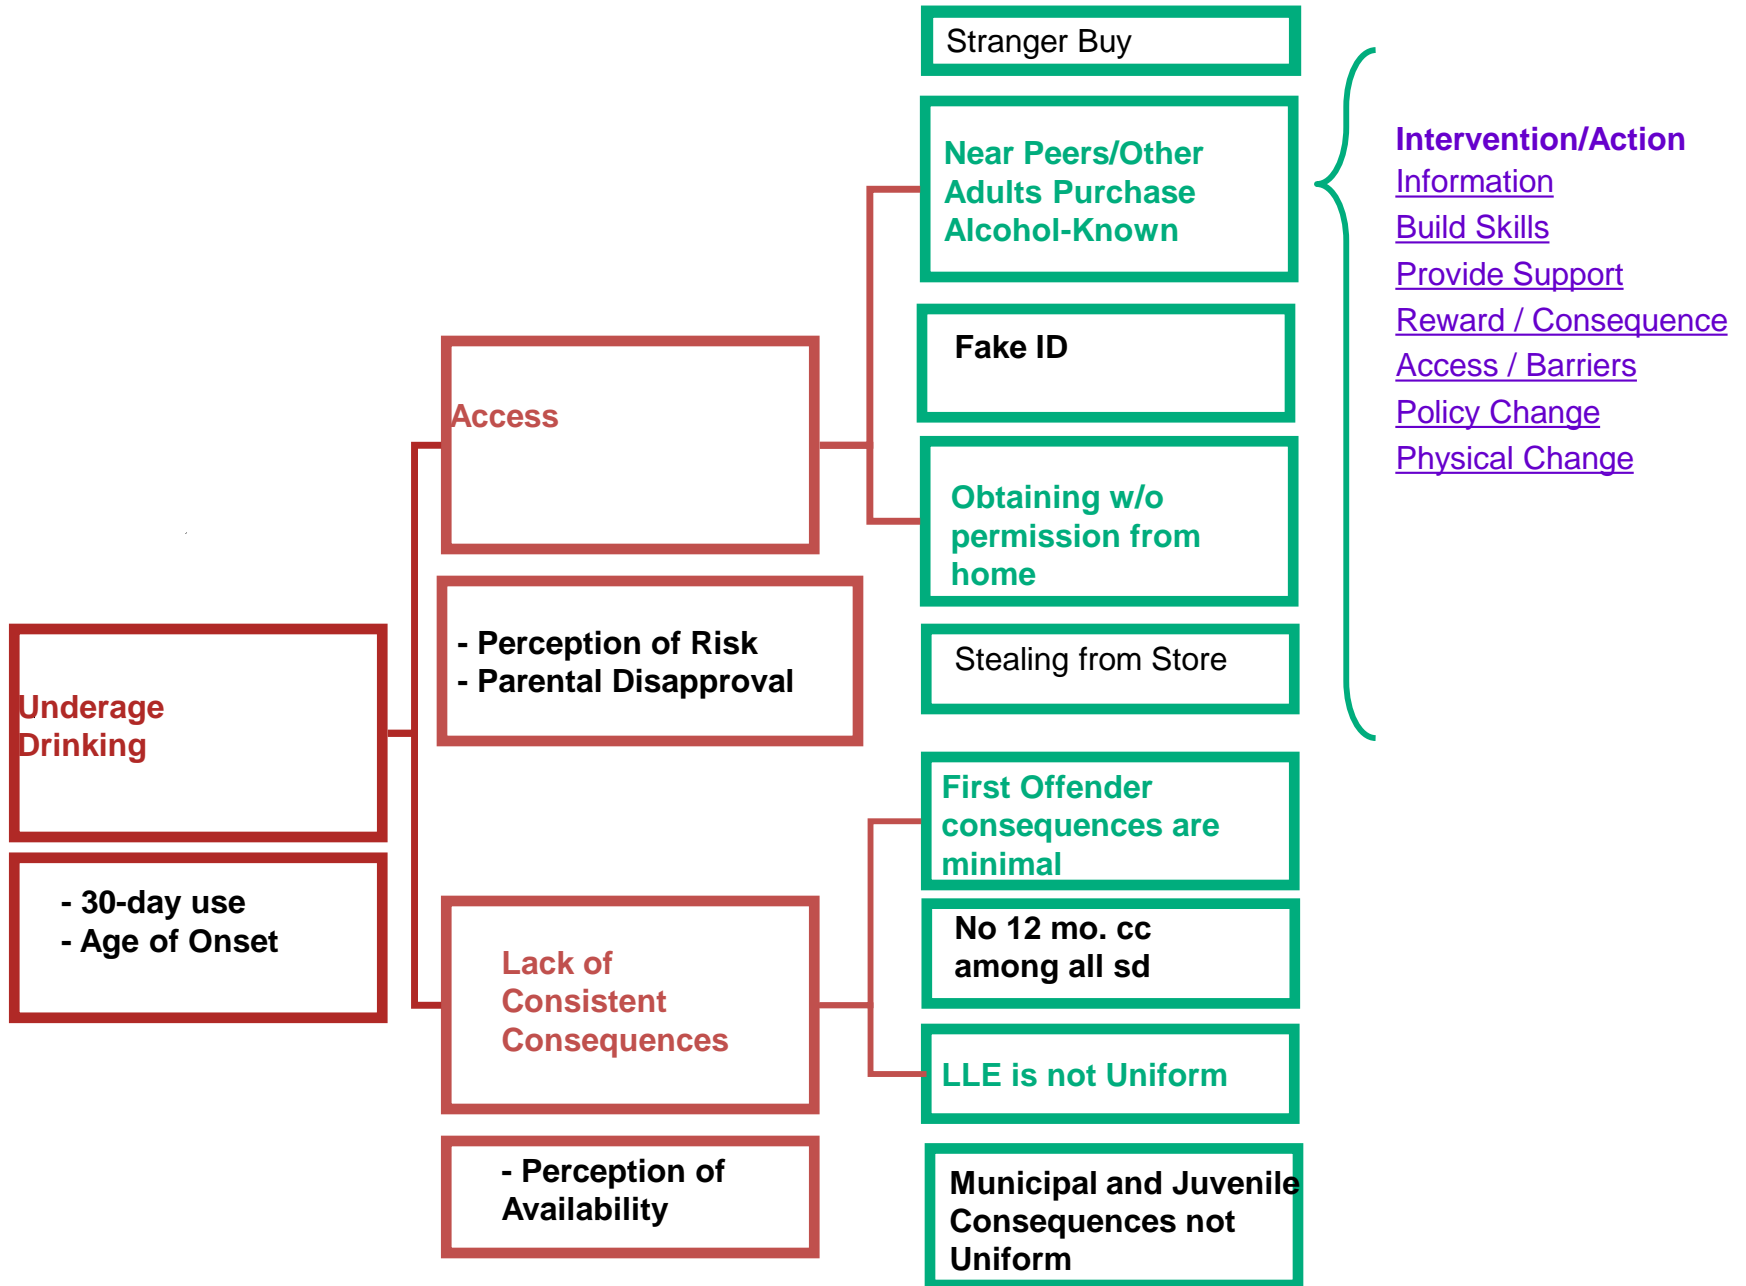 Underage
Drinking
- 30-day use
- Age of Onset
Access
- Perception of Risk
- Parental Disapproval
Lack of
Consistent
Consequences
- Perception of
Availability
Stranger Buy
Near Peers/Other
Adults Purchase
Alcohol-Known
Fake ID
Obtaining w/o
permission from
home
Stealing from Store
First Offender
consequences are
minimal
No 12 mo. cc
among all sd
LLE is not Uniform
Municipal and Juvenile
Consequences not
Uniform
Intervention/Action
Information
Build Skills
Provide Support
Reward / Consequence
Access / Barriers
Policy Change
Physical Change